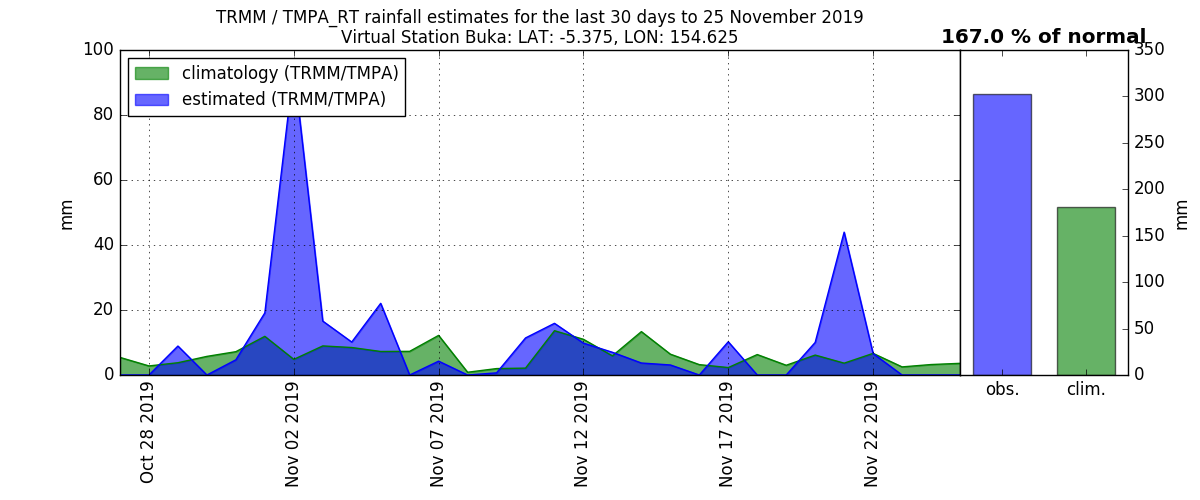 TRMM / TMPA_RT rainfall estimates for the last 30 days to 25 November 2019
Virtual Station Buka: LAT: -5.375, LON: 154.625
167.0 % of normal
climatology (TRMM/TMPA)
estimated (TRMM/TMPA)
100
80
60
40
20
0
mm
Oct 28 2019
Nov 02 2019
Nov 07 2019
Nov 12 2019
Nov 17 2019
Nov 22 2019
350
300
250
200
150
100
50
0
mm
obs.
clim.